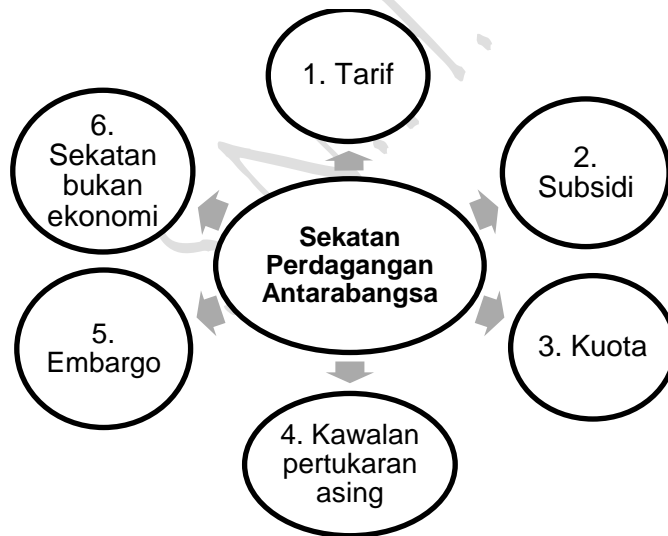 1. Tarif
2.
Subsidi
3. Kuota
4. Kawalan
pertukaran
asing
5.
Embargo
6.
Sekatan
bukan
ekonomi
Sekatan
Perdagangan
Antarabangsa